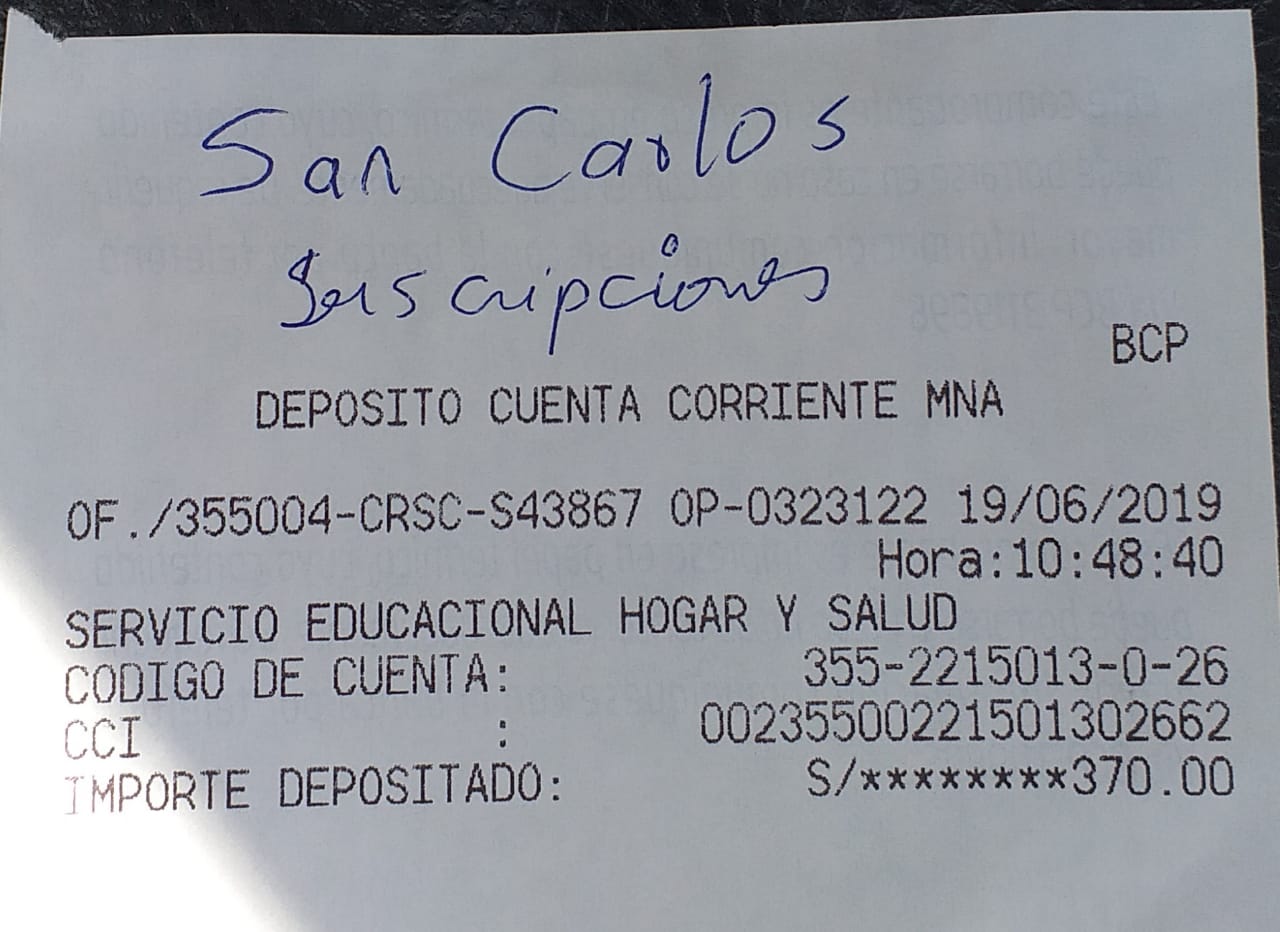 San Carlos
Suscripciones
BCP
DEPOSITO CUENTA CORRIENTE MNA
OF./355004-CRSC-S43867 OP-0323122 19/06/2019
Hora:10:48:40
SERVICIO EDUCACIONAL HOGAR Y SALUD
CODIGO DE CUENTA: 355-2215013-0-26
CCI : 00235500221501302662
IMPORTE DEPOSITADO: S/********370.00